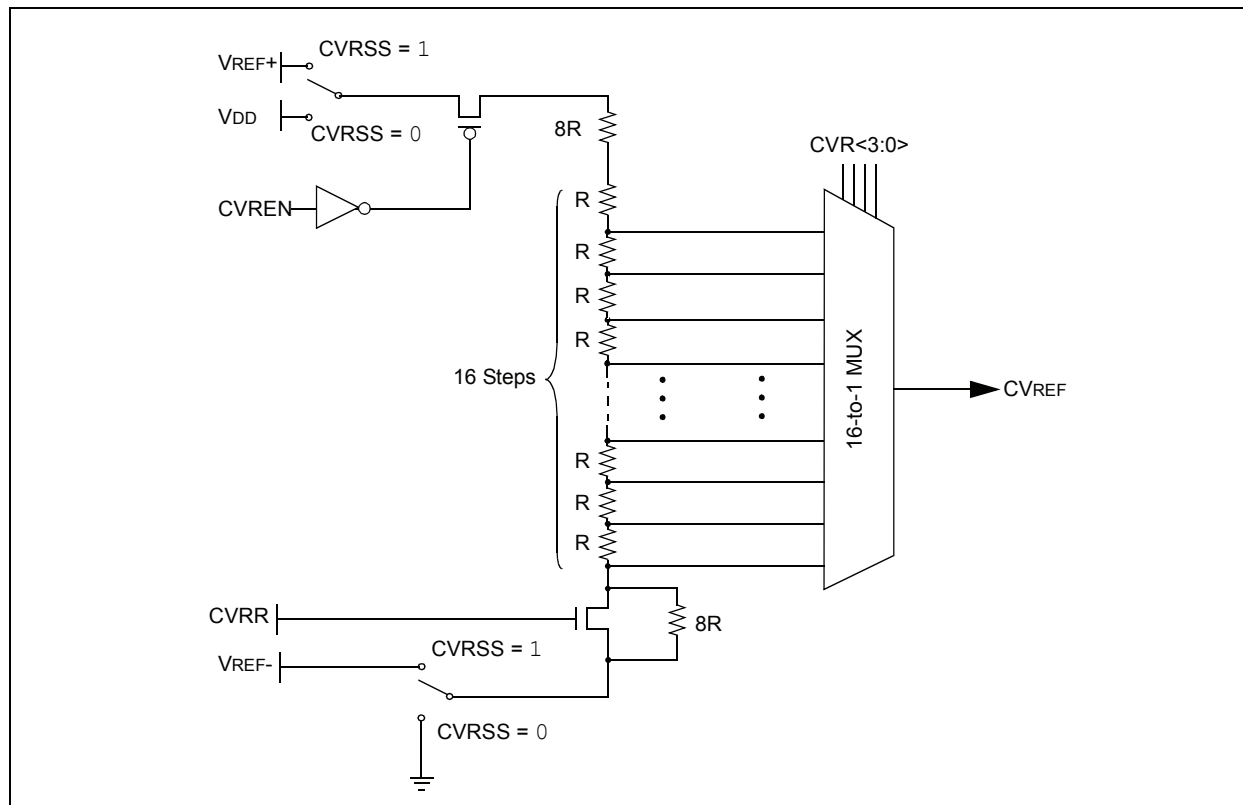 CVRSS = 1
VREF+
VDD
CVRSS = 0
8R
CVREN
CVR<3:0>
R
R
R
R
16 Steps
16-to-1 MUX
CVREF
R
R
R
CVRR
8R
CVRSS = 1
VREF-
CVRSS = 0